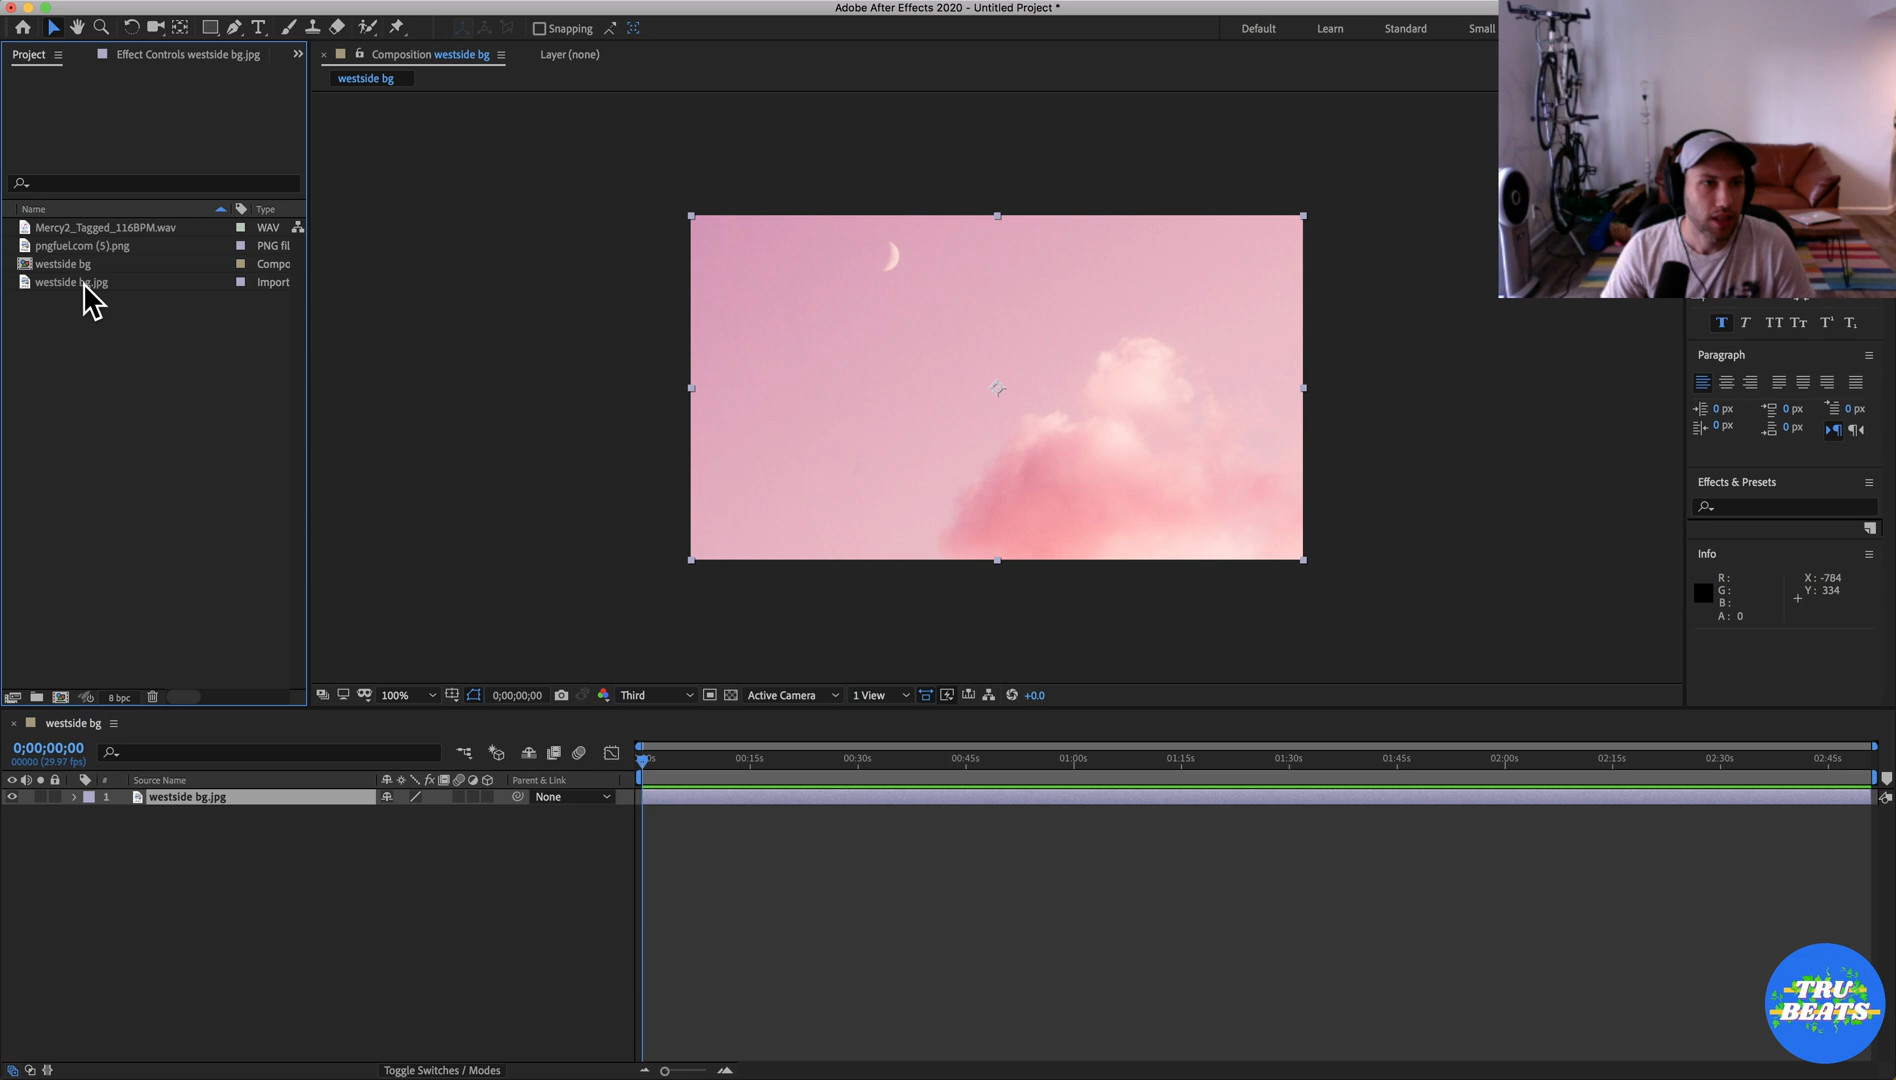 Adobe After Effects 2020 - Untitled Project *
Snapping
Default
Learn
Standard
Small
Project
Effect Controls westside bg.jpg
Composition westside bg
Layer (none)
westside bg
Name
Type
Mercy2_Tagged_116BPM.wav
WAV
pngfuel.com (5).png
PNG fil
westside bg
Compo
westside bg.jpg
Import
T T TT Tт T¹ T₁
Paragraph
0 px
0 px
0 px
0 px
0 px
Effects & Presets
Info
R:
G:
B:
A: 0
X: -784
Y: 334
8 bpc
100%
0;00;00;00
Third
Active Camera
1 View
+0.0
westside bg
0;00;00;00
00000 (29.97 fps)
00s
00:15s
00:30s
00:45s
01:00s
01:15s
01:30s
01:45s
02:00s
02:15s
02:30s
02:45s
#
Source Name
fx
Parent & Link
1
westside bg.jpg
None
Toggle Switches / Modes
TRU
BEATS